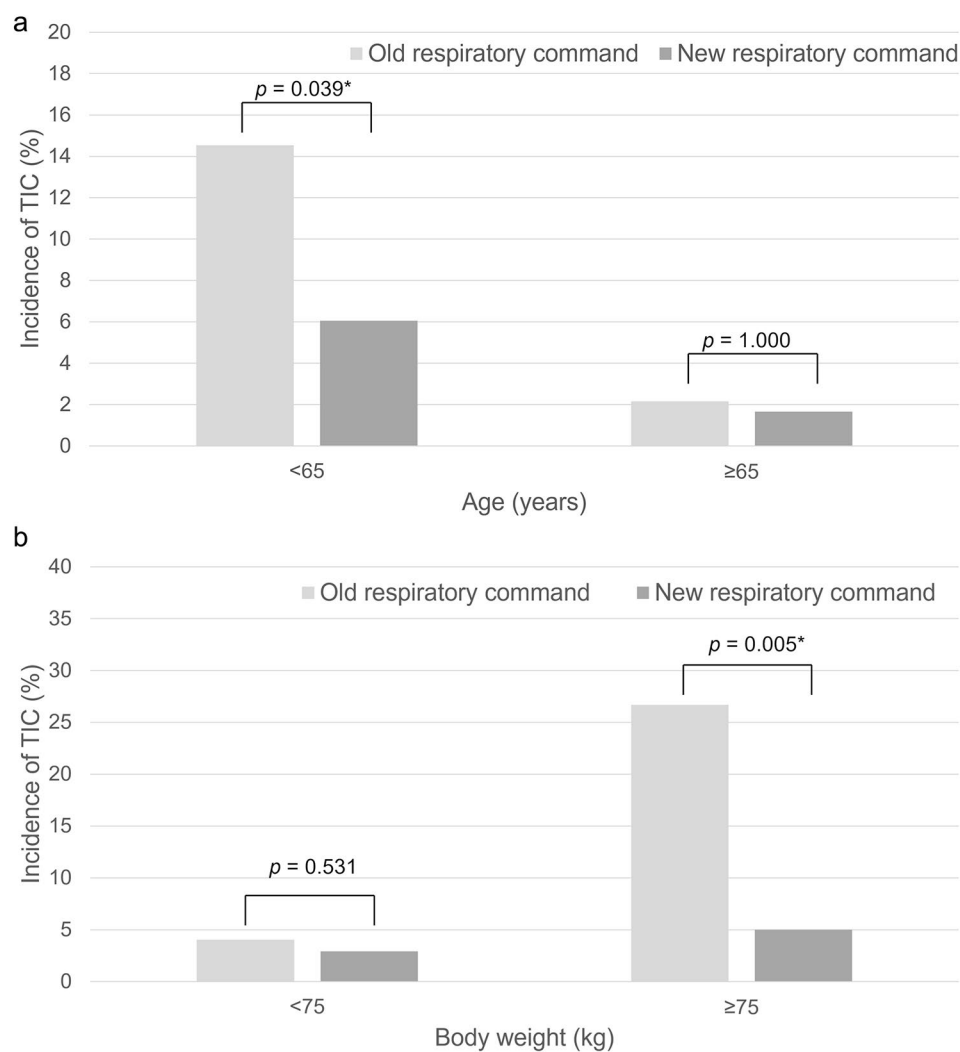 a
Old respiratory command
New respiratory command
Incidence of TIC (%)
20
18
16
14
12
10
8
6
4
2
0
p = 0.039*
p = 1.000
<65
≥65
Age (years)
b
Old respiratory command
New respiratory command
Incidence of TIC (%)
40
35
30
25
20
15
10
5
0
p = 0.531
p = 0.005*
<75
≥75
Body weight (kg)